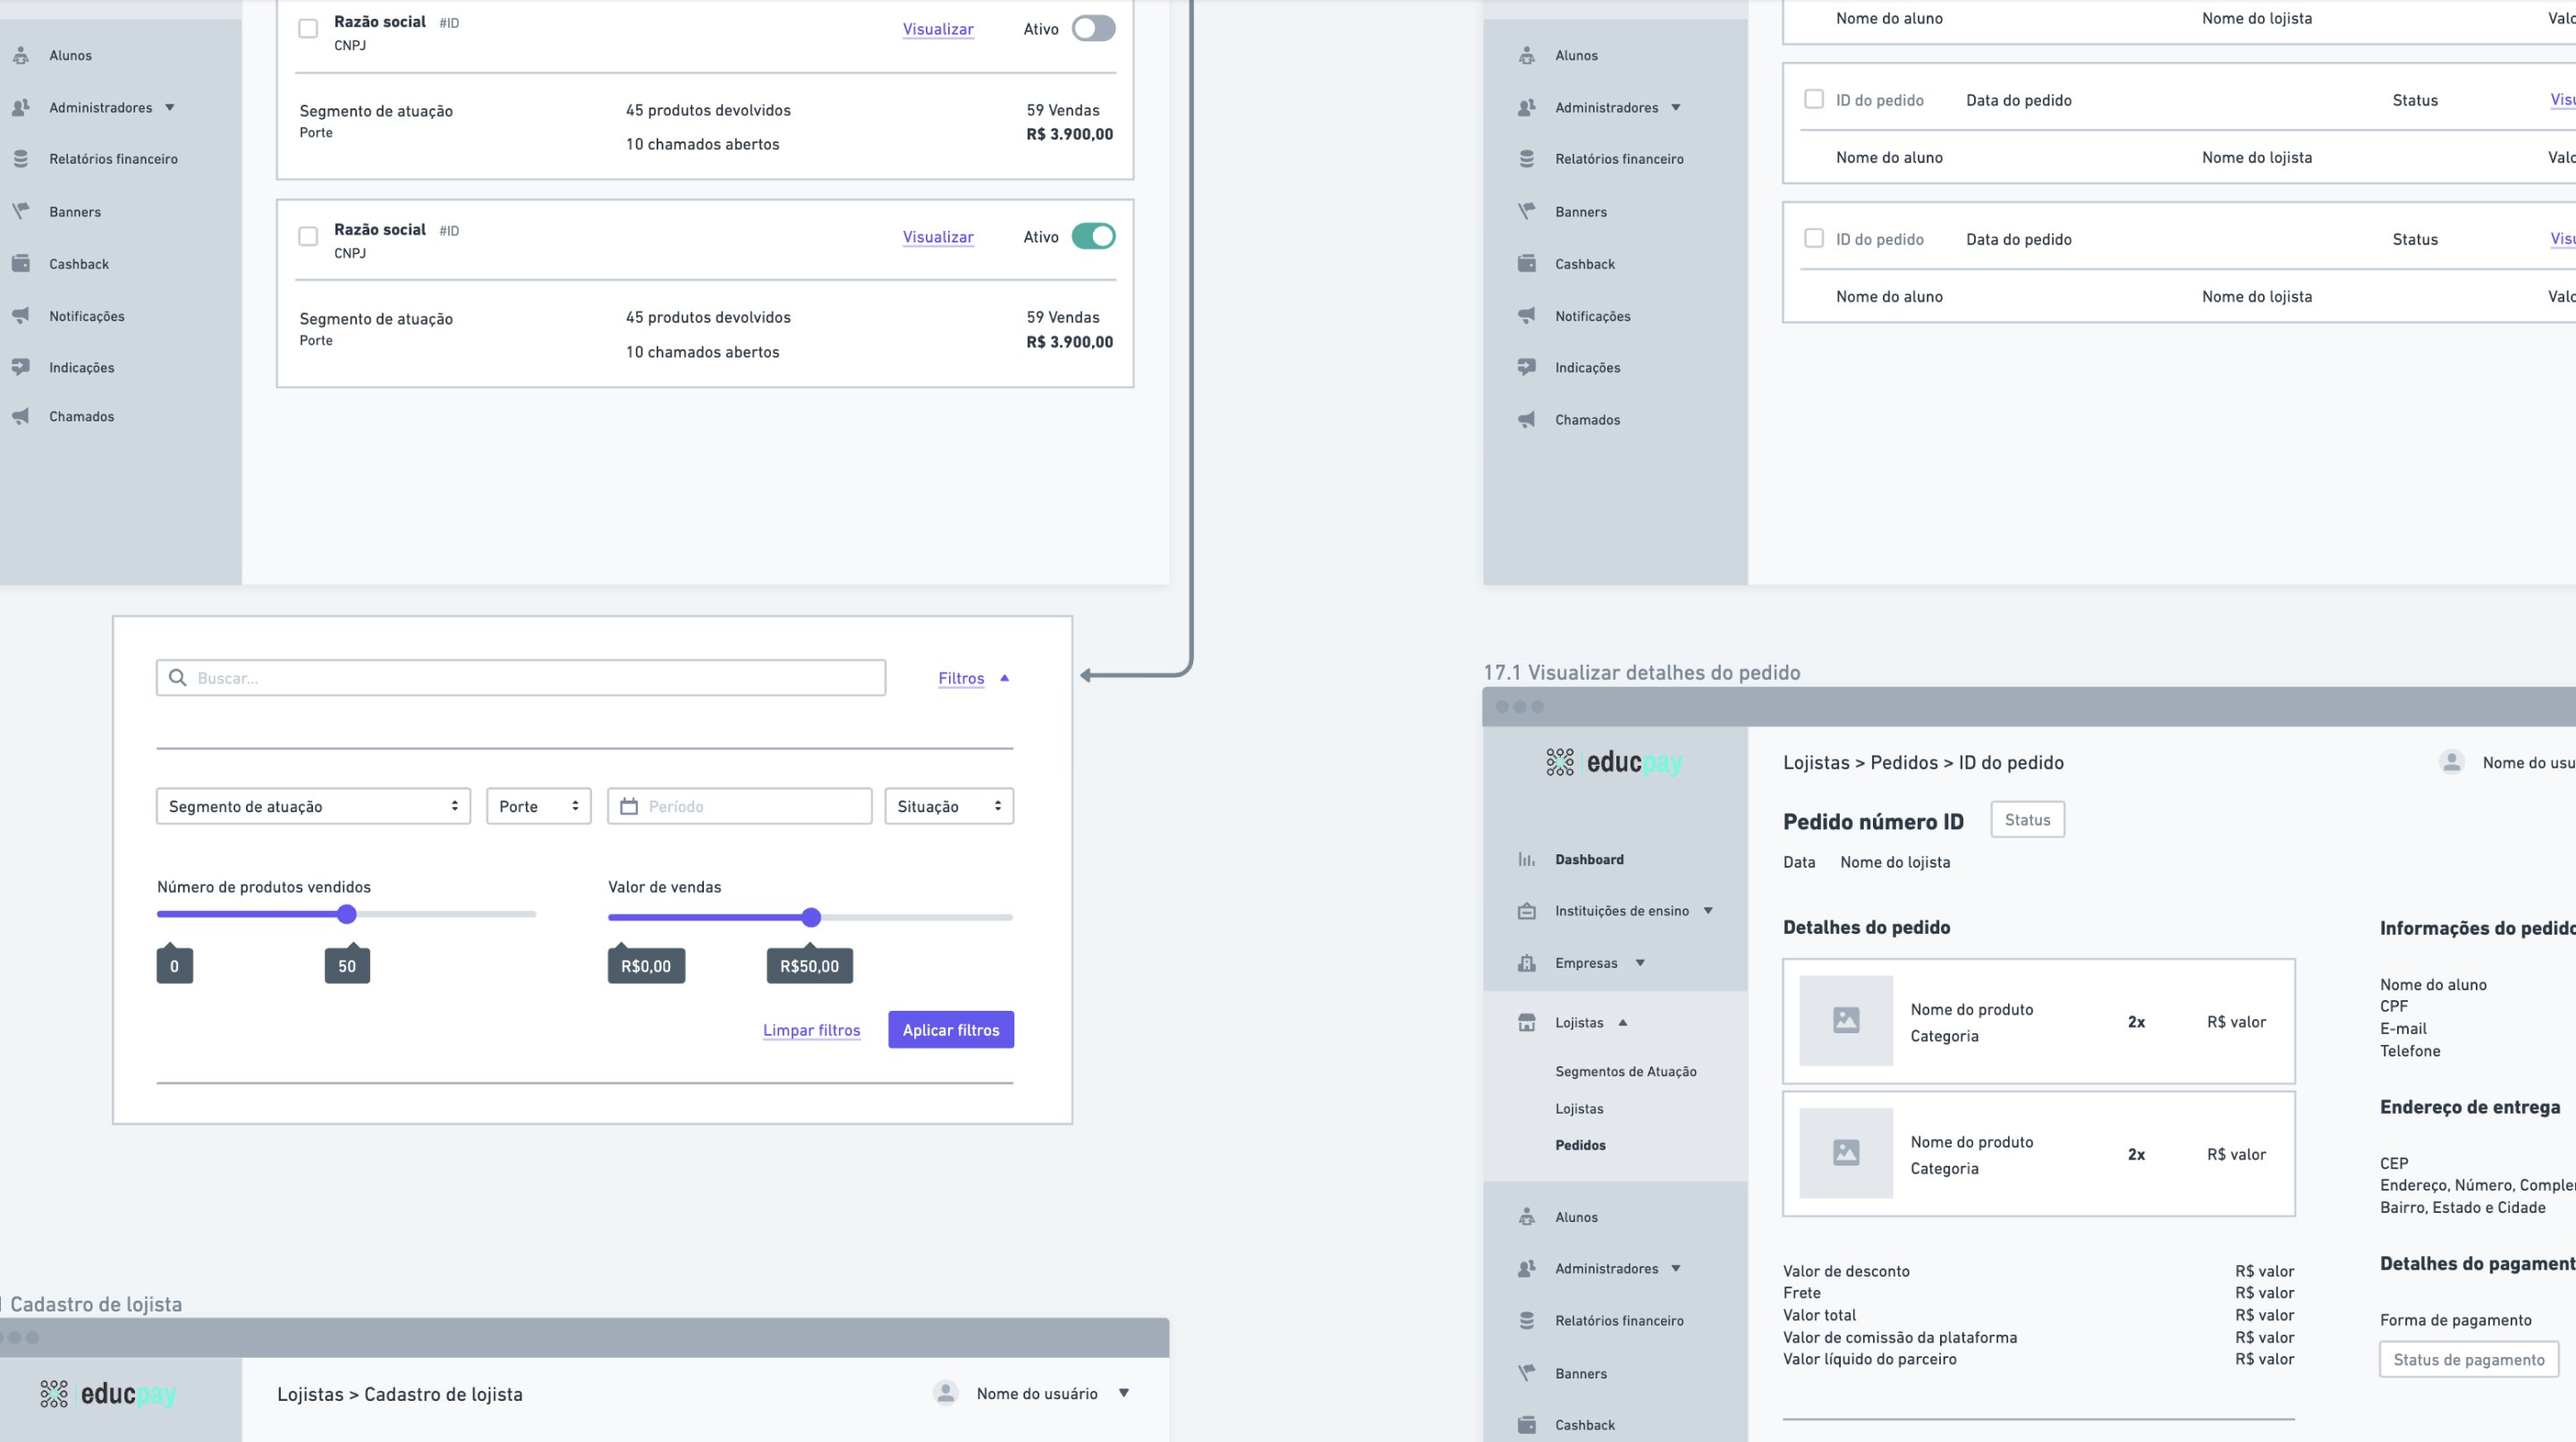 Alunos
Administradores
Relatórios financeiro
Banners
Cashback
Notificações
Indicações
Chamados
Razão social #ID
CNPJ
Visualizar
Ativo
Segmento de atuação
Porte
45 produtos devolvidos
10 chamados abertos
59 Vendas
R$ 3.900,00
Razão social #ID
CNPJ
Visualizar
Ativo
Segmento de atuação
Porte
45 produtos devolvidos
10 chamados abertos
59 Vendas
R$ 3.900,00
Buscar...
Filtros
Segmento de atuação
Porte
Período
Situação
Número de produtos vendidos
0
50
Valor de vendas
R$0,00
R$50,00
Limpar filtros
Aplicar filtros
Cadastro de lojista
educpay
Lojistas > Cadastro de lojista
Nome do usuário
Alunos
Administradores
Relatórios financeiro
Banners
Cashback
Notificações
Indicações
Chamados
Nome do aluno
Nome do lojista
ID do pedido
Data do pedido
Status
Nome do aluno
Nome do lojista
ID do pedido
Data do pedido
Status
Nome do aluno
Nome do lojista
17.1 Visualizar detalhes do pedido
educpay
Dashboard
Instituições de ensino
Empresas
Lojistas
Segmentos de Atuação
Lojistas
Pedidos
Alunos
Administradores
Relatórios financeiro
Banners
Cashback
Lojistas > Pedidos > ID do pedido
Nome do
Pedido número ID
Status
Data
Nome do lojista
Detalhes do pedido
Nome do produto
Categoria
2x
R$ valor
Nome do produto
Categoria
2x
R$ valor
Valor de desconto R$ valor
Frete R$ valor
Valor total R$ valor
Valor de comissão da plataforma R$ valor
Valor líquido do parceiro R$ valor
Informações do pedido
Nome do aluno
CPF
E-mail
Telefone
Endereço de entrega
CEP
Endereço, Número,
Bairro, Estado e Cidade
Detalhes do
Forma de pagamento
Status de pagamento